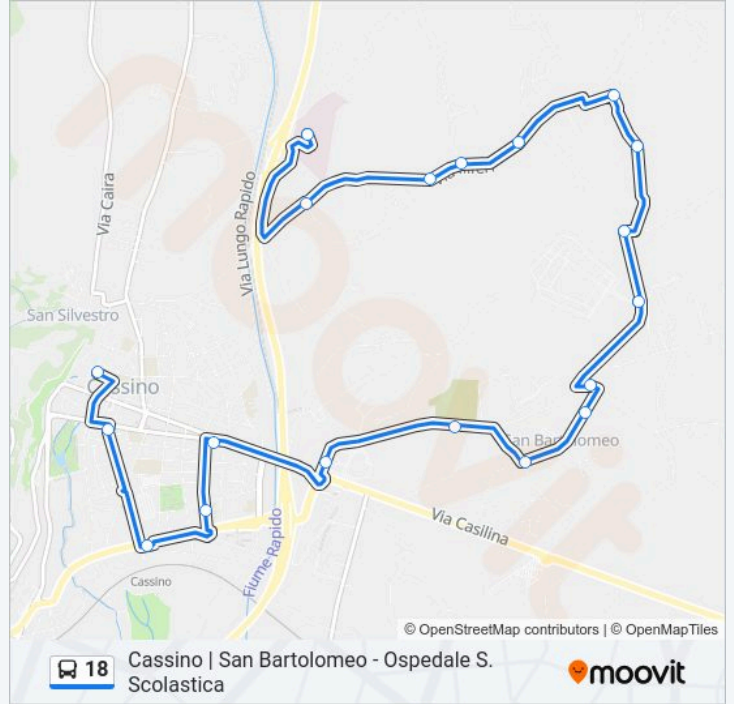 moovit
Via Caira
Via Lungo Rapido
San Silvestro
Cassino
San Bartolomeo
Via Casilina
Fiume Rapido
Cassino
© OpenStreetMap contributors | © OpenMapTiles
18
Cassino | San Bartolomeo - Ospedale S.
Scolastica
moovit